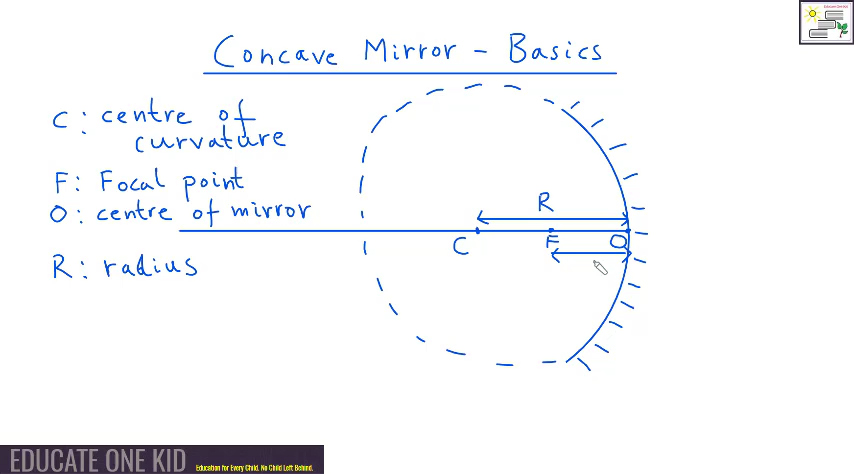 Concave Mirror - Basics
C: centre of
curvature
F: Focal point
O: centre of mirror
R: radius
R
C
F
O
EDUCATE ONE KID
Education for Every Child. No Child Left Behind.